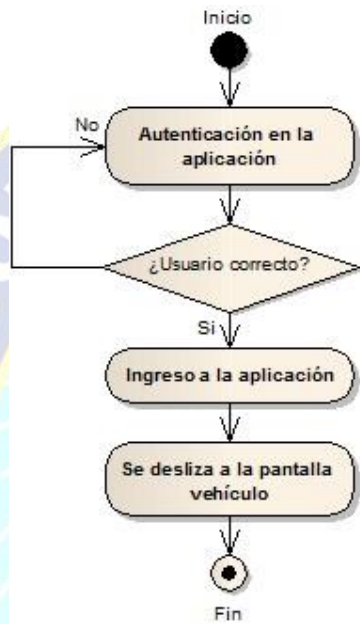 Inicio
No
Autenticación en la
aplicación
¿Usuario correcto?
Si
Ingreso a la aplicación
Se desliza a la pantalla
vehículo
Fin